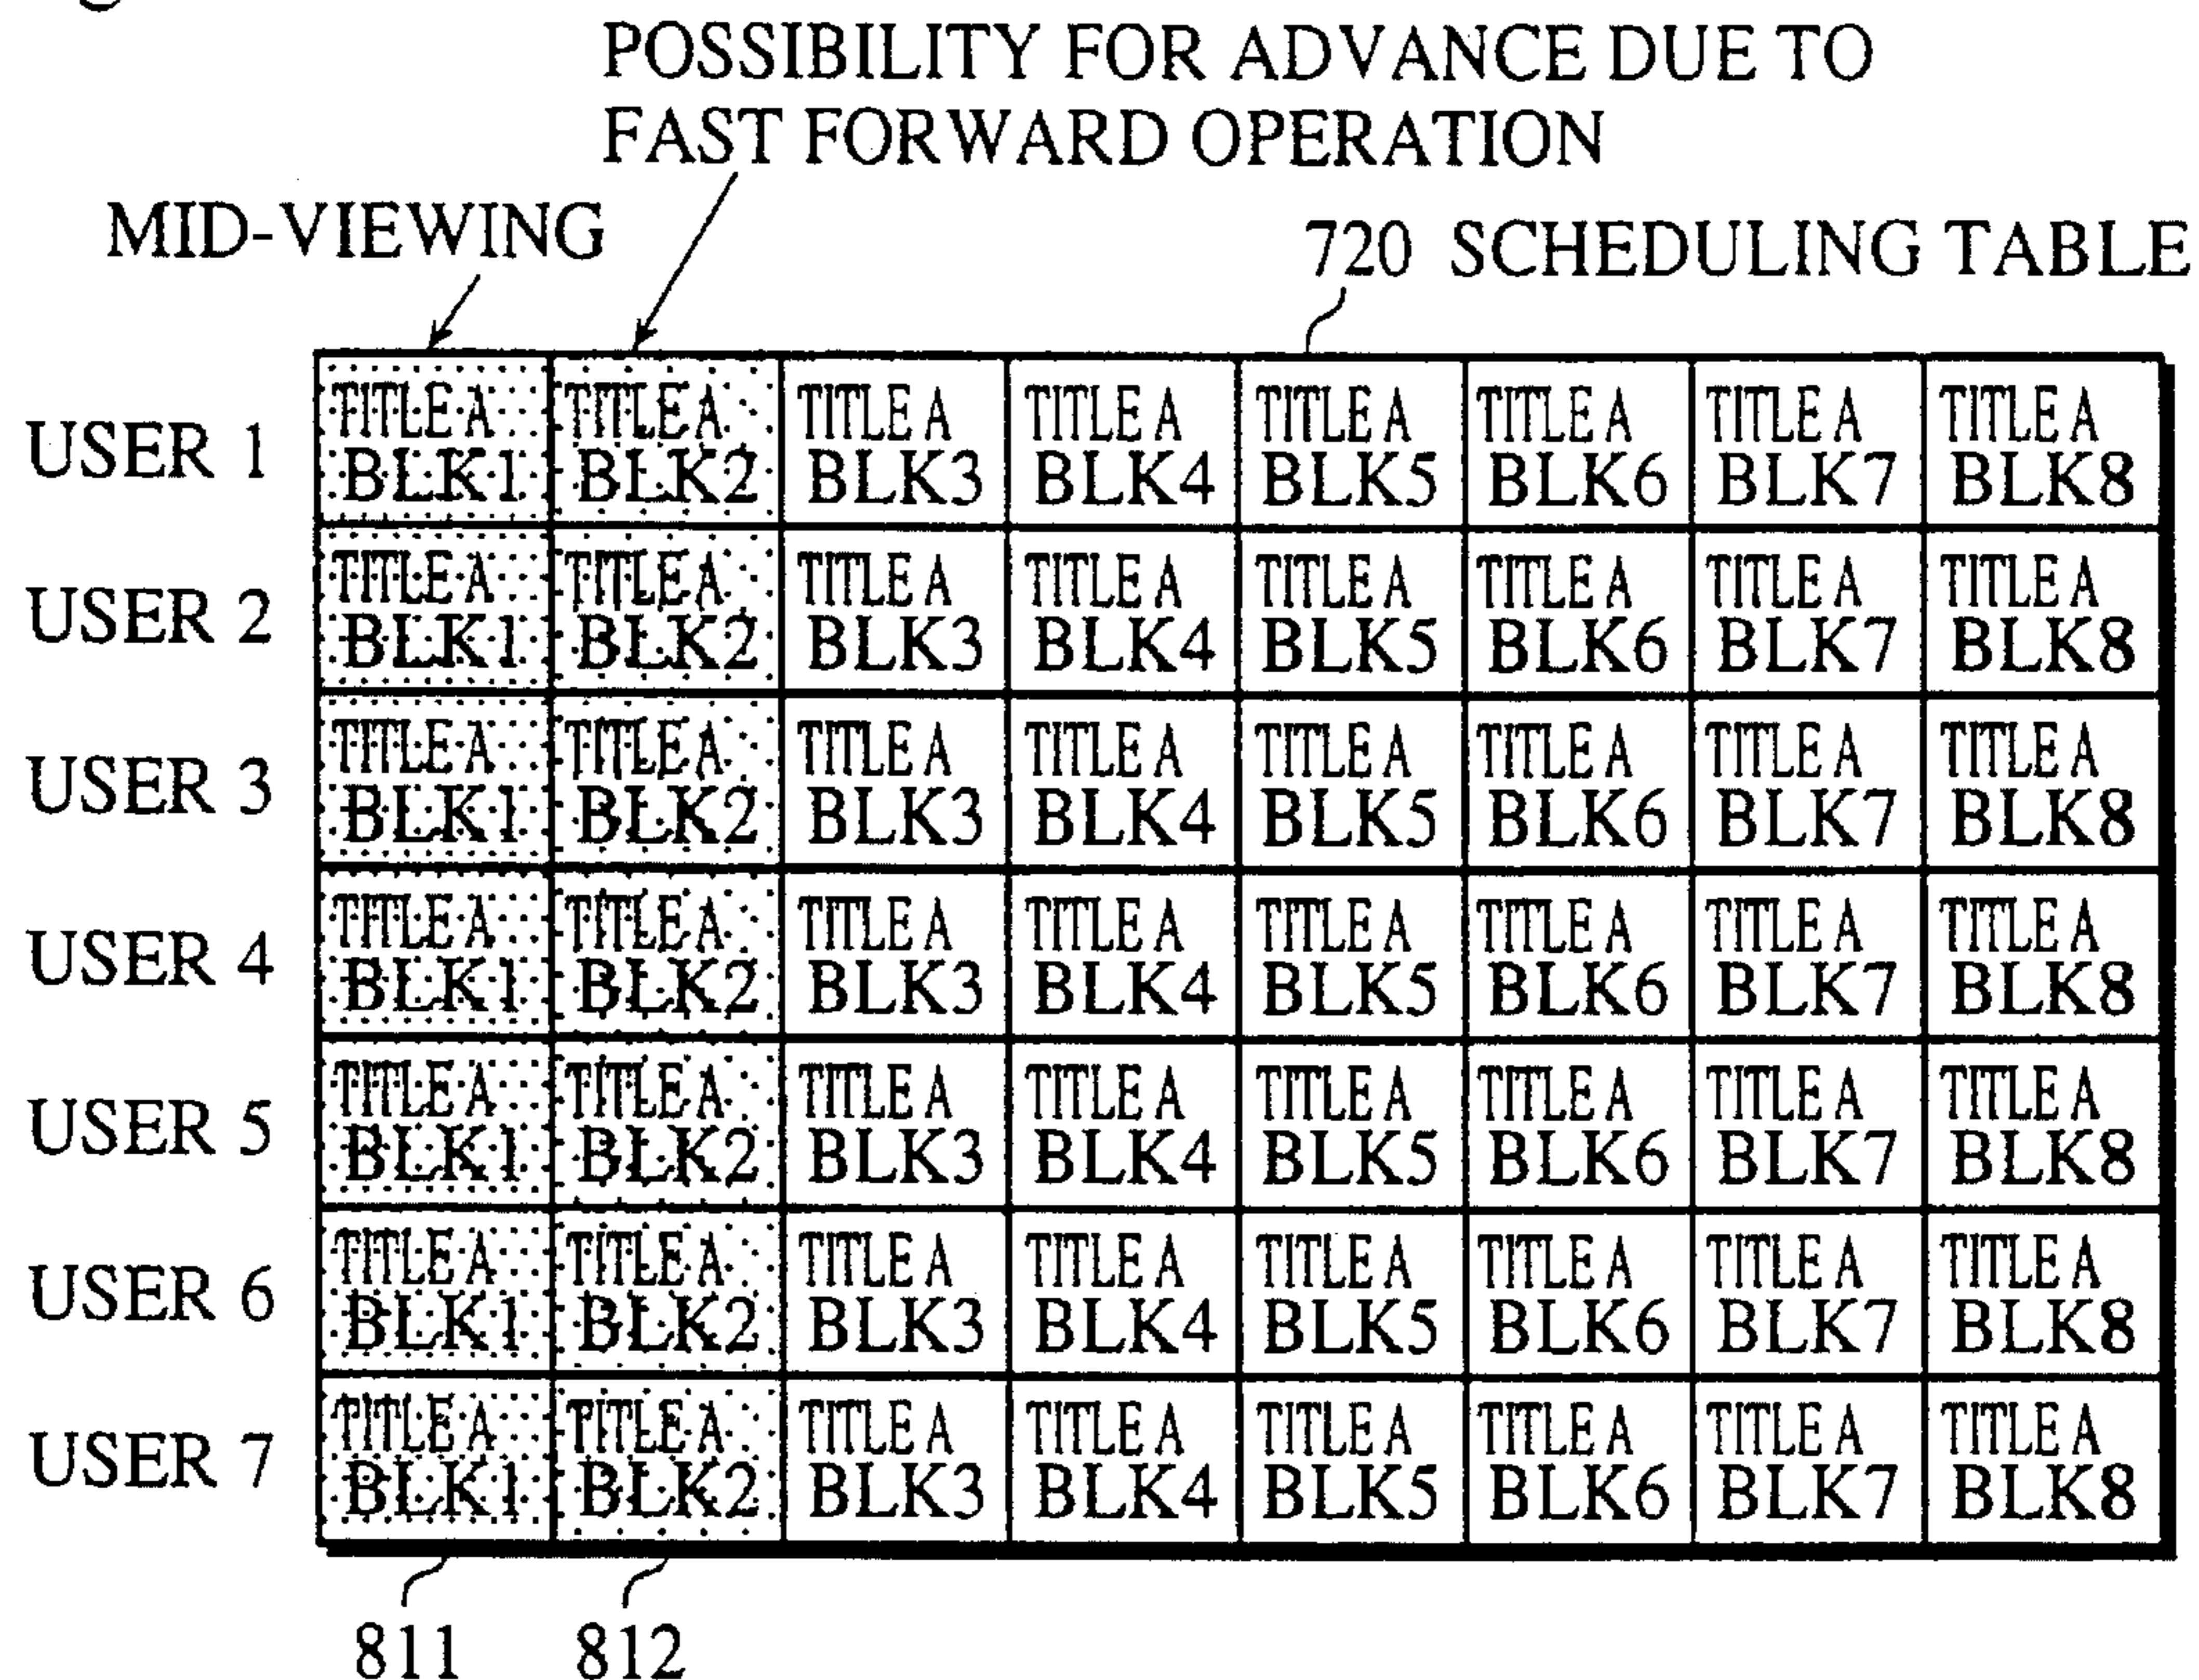 POSSIBILITY FOR ADVANCE DUE TO
FAST FORWARD OPERATION
MID-VIEWING
720 SCHEDULING TABLE
USER 1
TITLE A TITLE A TITLE A TITLE A TITLE A TITLE A TITLE A TITLE A
BLK1 BLK2 BLK3 BLK4 BLK5 BLK6 BLK7 BLK8
USER 2
TITLE A TITLE A TITLE A TITLE A TITLE A TITLE A TITLE A TITLE A
BLK1 BLK2 BLK3 BLK4 BLK5 BLK6 BLK7 BLK8
USER 3
TITLE A TITLE A TITLE A TITLE A TITLE A TITLE A TITLE A TITLE A
BLK1 BLK2 BLK3 BLK4 BLK5 BLK6 BLK7 BLK8
USER 4
TITLE A TITLE A TITLE A TITLE A TITLE A TITLE A TITLE A TITLE A
BLK1 BLK2 BLK3 BLK4 BLK5 BLK6 BLK7 BLK8
USER 5
TITLE A TITLE A TITLE A TITLE A TITLE A TITLE A TITLE A TITLE A
BLK1 BLK2 BLK3 BLK4 BLK5 BLK6 BLK7 BLK8
USER 6
TITLE A TITLE A TITLE A TITLE A TITLE A TITLE A TITLE A TITLE A
BLK1 BLK2 BLK3 BLK4 BLK5 BLK6 BLK7 BLK8
USER 7
TITLE A TITLE A TITLE A TITLE A TITLE A TITLE A TITLE A TITLE A
BLK1 BLK2 BLK3 BLK4 BLK5 BLK6 BLK7 BLK8
811 812